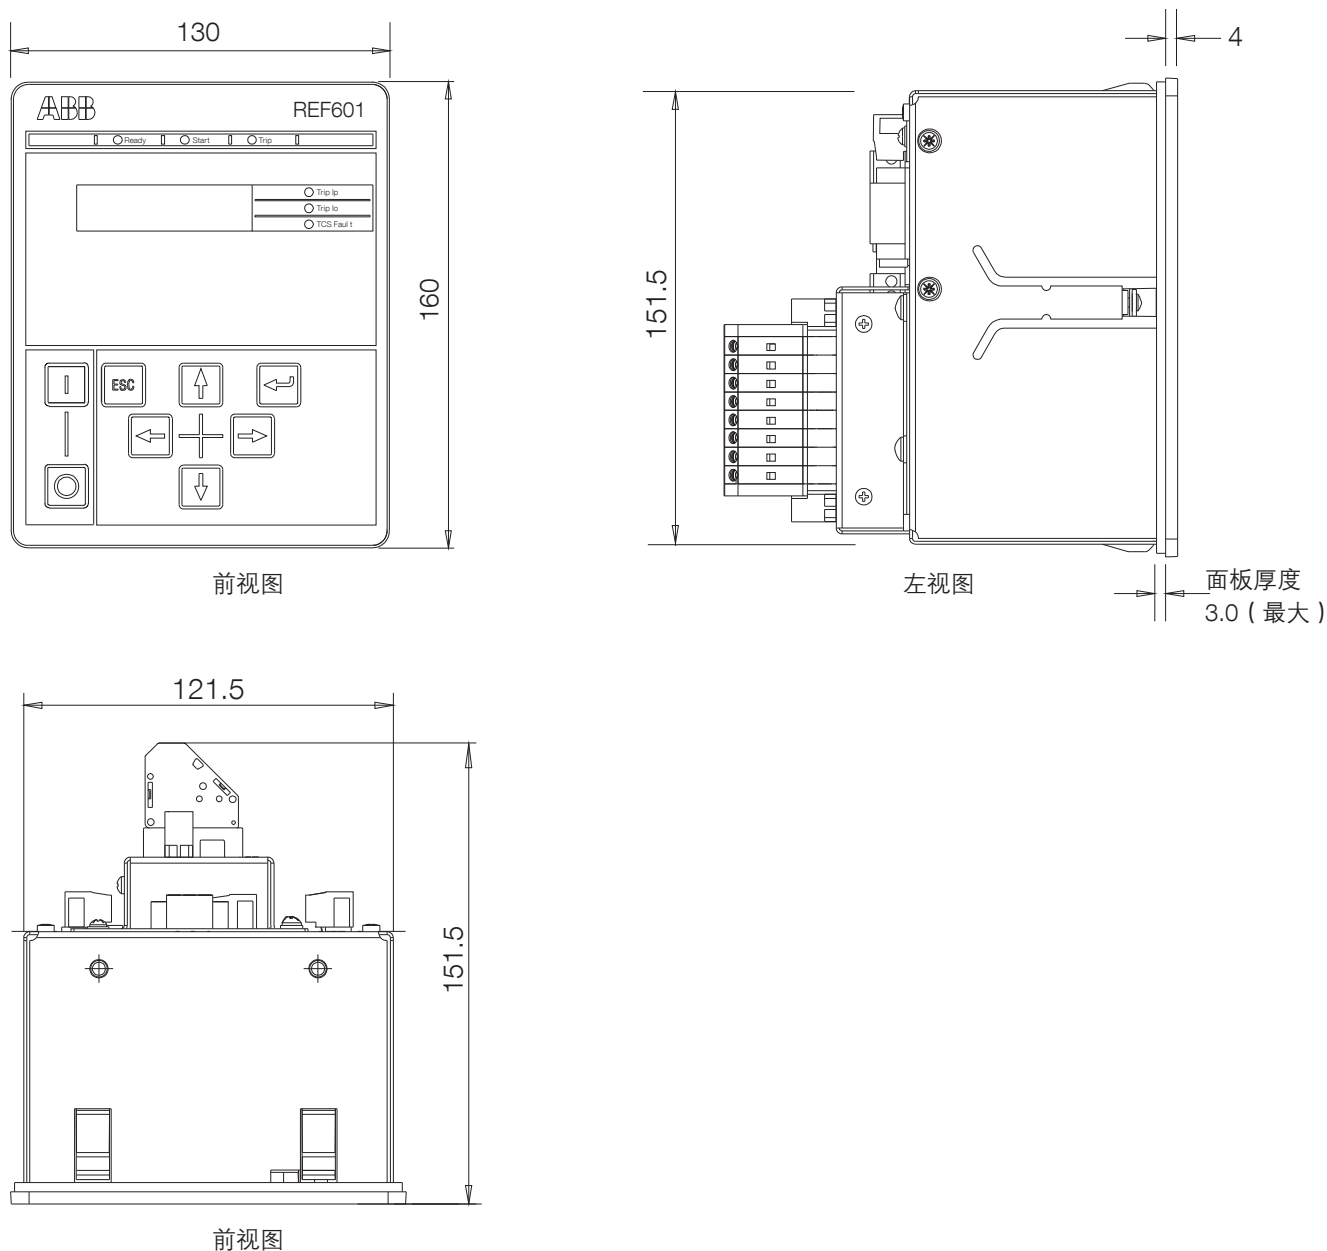 130
4
ABB
REF601
Ready
Start
Trip
Trip Ip
Trip Io
TCS Faul t
160
151.5
ESC
前视图
左视图
面板厚度
3.0（最大）
121.5
151.5
前视图